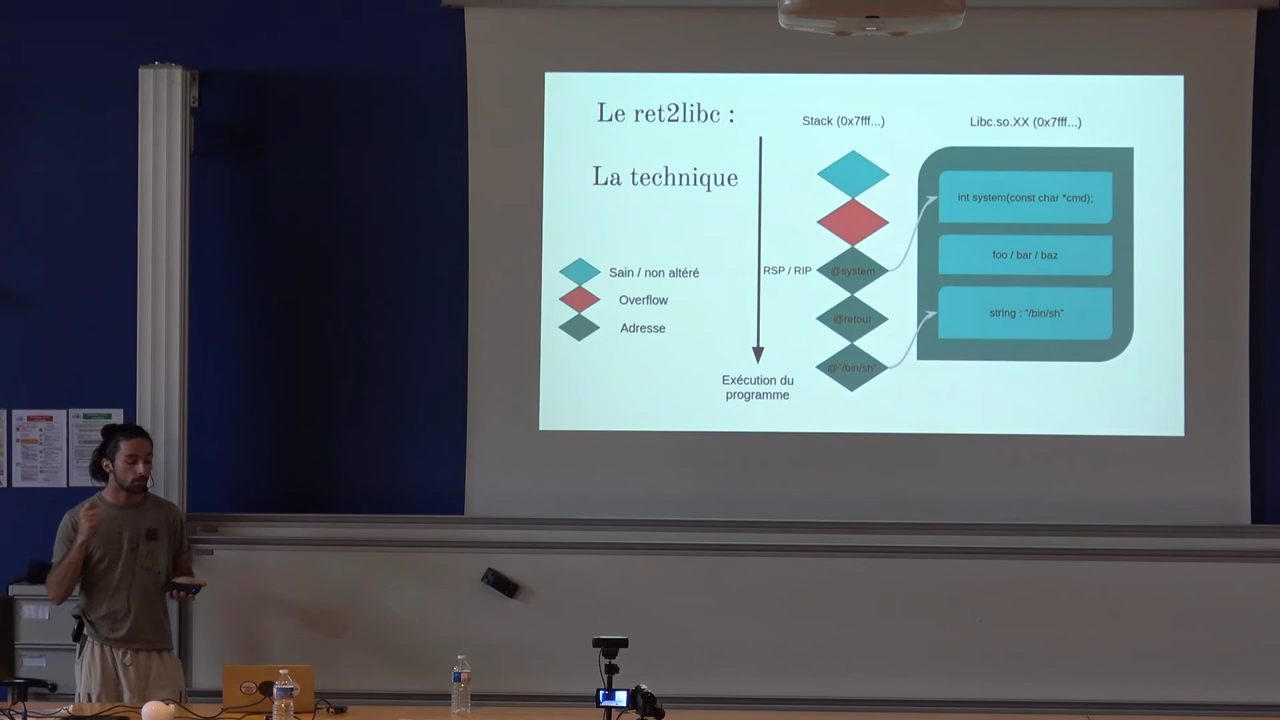 Le ret2libc :
La technique
Sain / non altéré
Overflow
Adresse
Exécution du
programme
Stack (0x7fff...)
RSP / RIP
@system
@retour
@"/bin/sh"
Libc.so.XX (0x7fff...)
int system(const char *cmd);
foo / bar / baz
string : "/bin/sh"